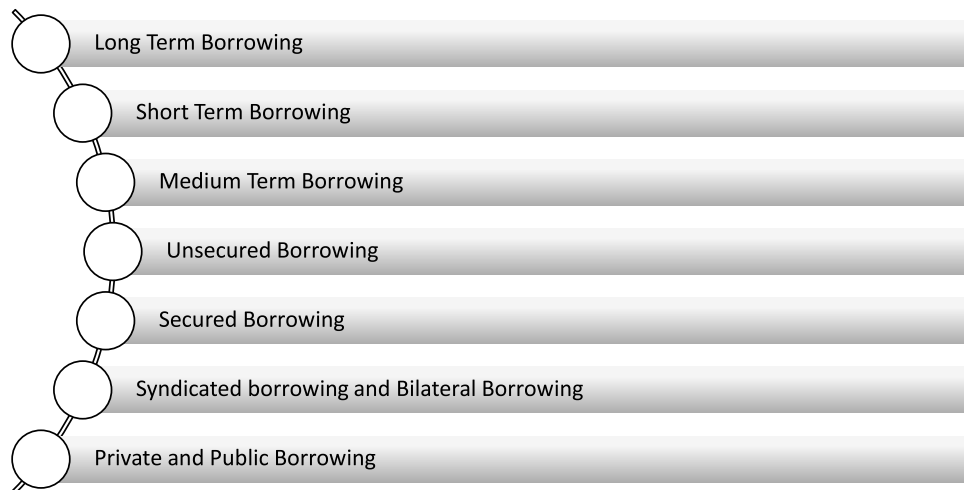 Long Term Borrowing
Short Term Borrowing
Medium Term Borrowing
Unsecured Borrowing
Secured Borrowing
Syndicated borrowing and Bilateral Borrowing
Private and Public Borrowing